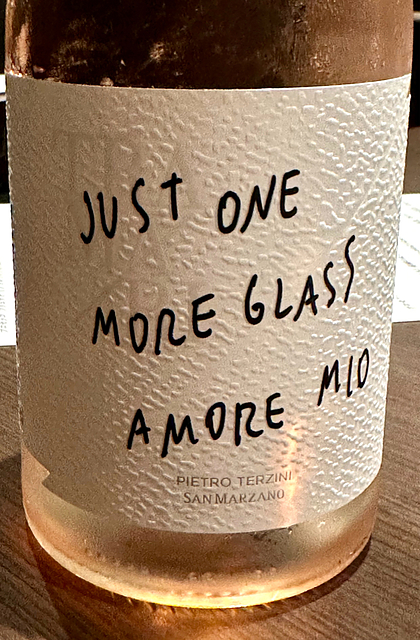 JUST ONE
MORE GLASS
AMORE MIO
PIETRO TERZINI
SAN MARZANO